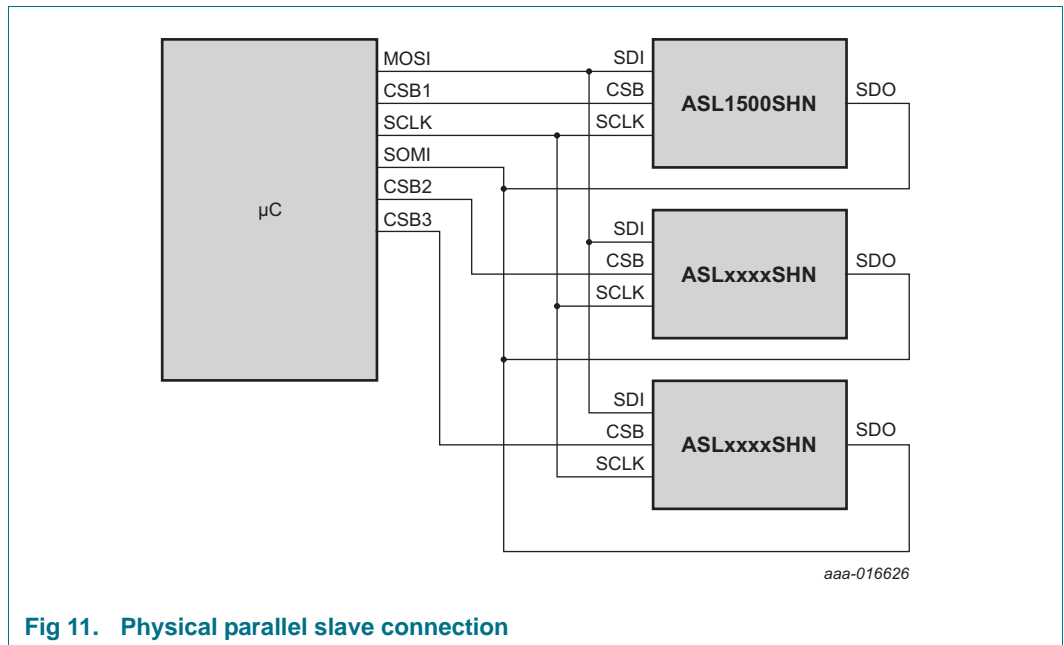 MOSI
CSB1
SCLK
SOMI
CSB2
CSB3
µC
SDI
CSB
SCLK
ASL1500SHN
SDO
SDI
CSB
SCLK
ASLxxxxSHN
SDO
SDI
CSB
SCLK
ASLxxxxSHN
SDO
aaa-016626
Fig 11. Physical parallel slave connection